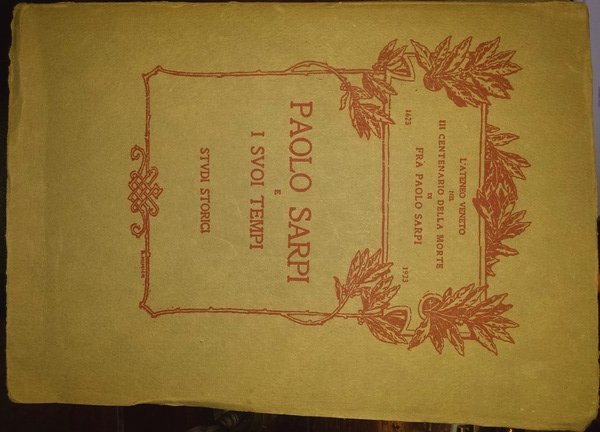 L'ATENEO VENETO
NEL
III CENTENARIO DELLA MORTE
DI
FRA PAOLO SARPI
1623 1923
PAOLO SARPI
E
I SVOI TEMPI
STVDI STORICI